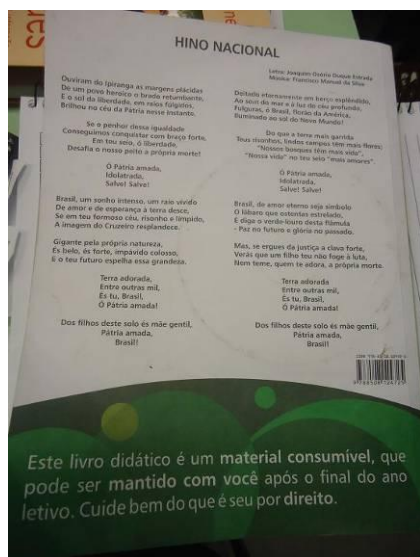 HINO NACIONAL
Letra: Joaquim Osório Duque Estrada
Música: Francisco Manuel da Silva
Ouviram do Ipiranga as margens plácidas
De um povo heroico o brado retumbante,
E o sol da liberdade, em raios fúlgidos,
Brilhou no céu da Pátria nesse instante.
Se o penhor dessa igualdade
Conseguimos conquistar com braço forte,
Em teu seio, ó liberdade,
Desafia o nosso peito a própria morte!
Ó Pátria amada,
Idolatrada,
Salve! Salve!
Brasil, um sonho intenso, um raio vívido
De amor e de esperança à terra desce,
Se em teu formoso céu, risonho e límpido,
A imagem do Cruzeiro resplandece.
Gigante pela própria natureza,
És belo, és forte, impávido colosso,
E o teu futuro espelha essa grandeza.
Terra adorada,
Entre outras mil,
És tu, Brasil,
Ó Pátria amada!
Dos filhos deste solo és mãe gentil,
Pátria amada,
Brasil!
Deitado eternamente em berço esplêndido,
Ao som do mar e à luz do céu profundo,
Fulguras, ó Brasil, florão da América,
Iluminado ao sol do Novo Mundo!
Do que a terra mais garrida
Teus risonhos, lindos campos têm mais flores;
"Nossos bosques têm mais vida",
"Nossa vida" no teu seio "mais amores".
Ó Pátria amada,
Idolatrada,
Salve! Salve!
Brasil, de amor eterno seja símbolo
O lábaro que ostentas estrelado,
E diga o verde-louro desta flâmula
- Paz no futuro e glória no passado.
Mas, se ergues da justiça a clava forte,
Verás que um filho teu não foge à luta,
Nem teme, quem te adora, a própria morte.
Terra adorada
Entre outras mil,
És tu, Brasil,
Ó Pátria amada!
Dos filhos deste solo és mãe gentil,
Pátria amada,
Brasil!
Este livro didático é um material consumível, que
pode ser mantido com você após o final do ano
letivo. Cuide bem do que é seu por direito.